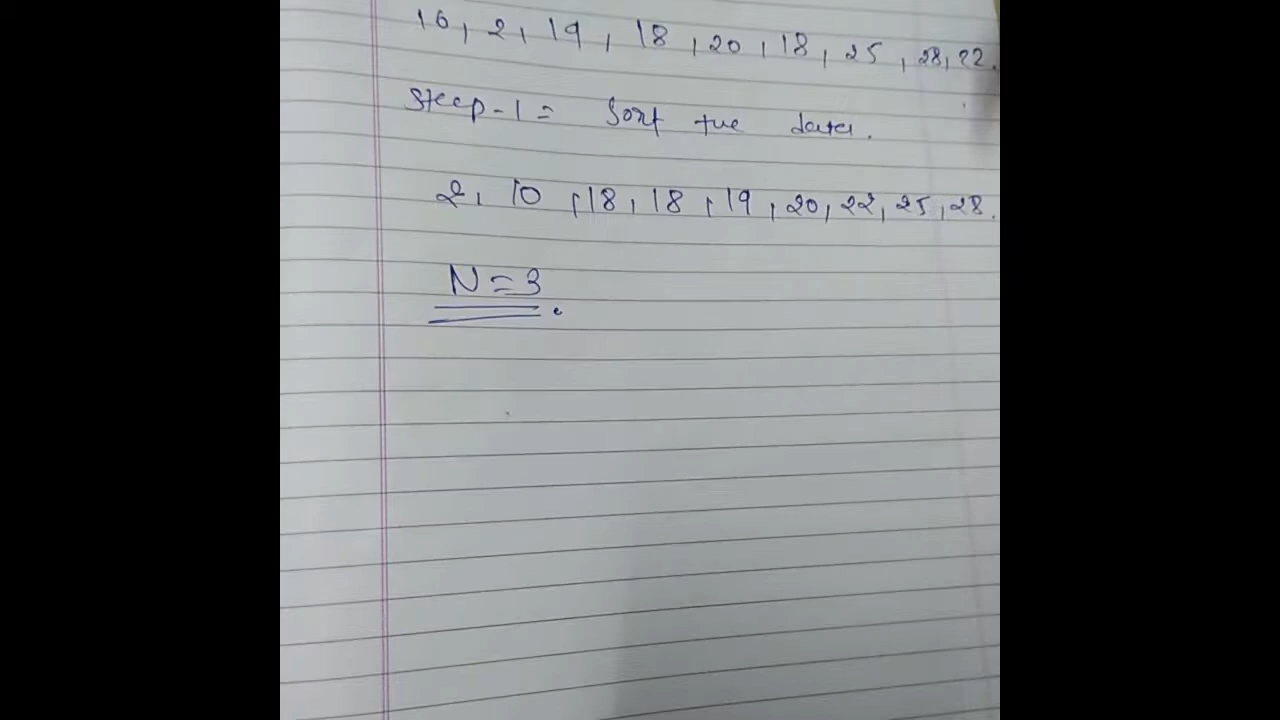 10, 2, 19, 18, 20, 18, 25, 28, 22.
Steep-1 = Sort the data.
2, 10, 18, 18, 19, 20, 22, 25, 28.
N = 3.